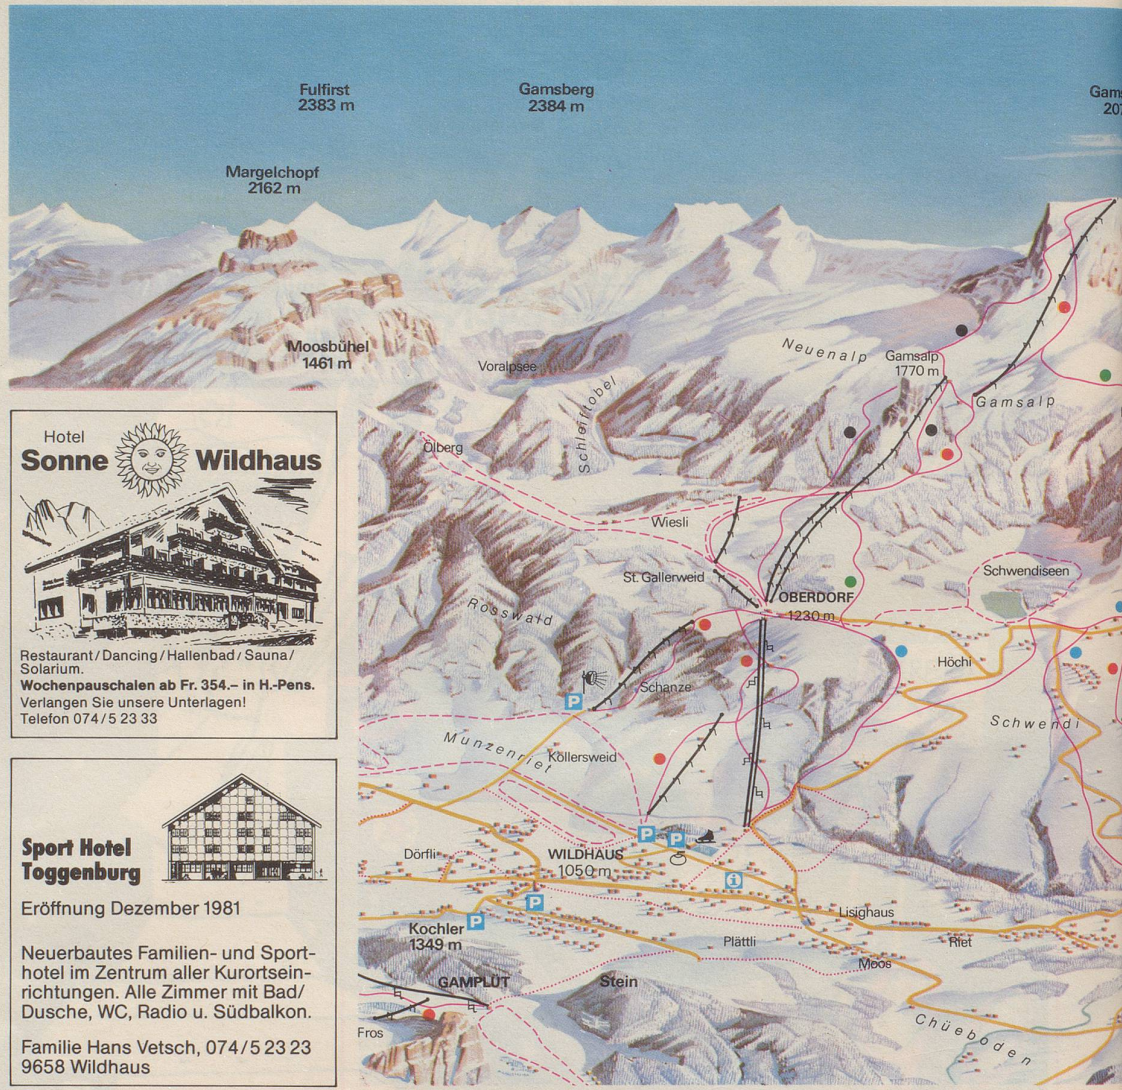 Fulfirst
2383 m
Gamsberg
2384 m
Margelchopf
2162 m
Moosbühel
1461 m
Voralpsee
Neuenalp
Gamsalp
1770 m
Gamsalp
Schleiftobel
Ölberg
Wiesli
St. Gallerweid
OBERDORF
1230 m
Schwendiseen
Rosswald
Höchi
Schanze
Schwendi
P
Munzenriet
Köllersweid
P
P
WILDHAUS
1050 m
Dörfli
i
P
P
Lisighaus
Kochler
1349 m
Plättli
Riet
Moos
GAMPLÜT
Stein
Fros
Chüeboden
Hotel
Sonne Wildhaus
Restaurant/Dancing/Hallenbad/Sauna/
Solarium.
Wochenpauschalen ab Fr. 354.– in H.-Pens.
Verlangen Sie unsere Unterlagen!
Telefon 074/5 23 33
Sport Hotel
Toggenburg
Eröffnung Dezember 1981
Neuerbautes Familien- und Sport-
hotel im Zentrum aller Kurortsein-
richtungen. Alle Zimmer mit Bad/
Dusche, WC, Radio u. Südbalkon.
Familie Hans Vetsch, 074/5 23 23
9658 Wildhaus